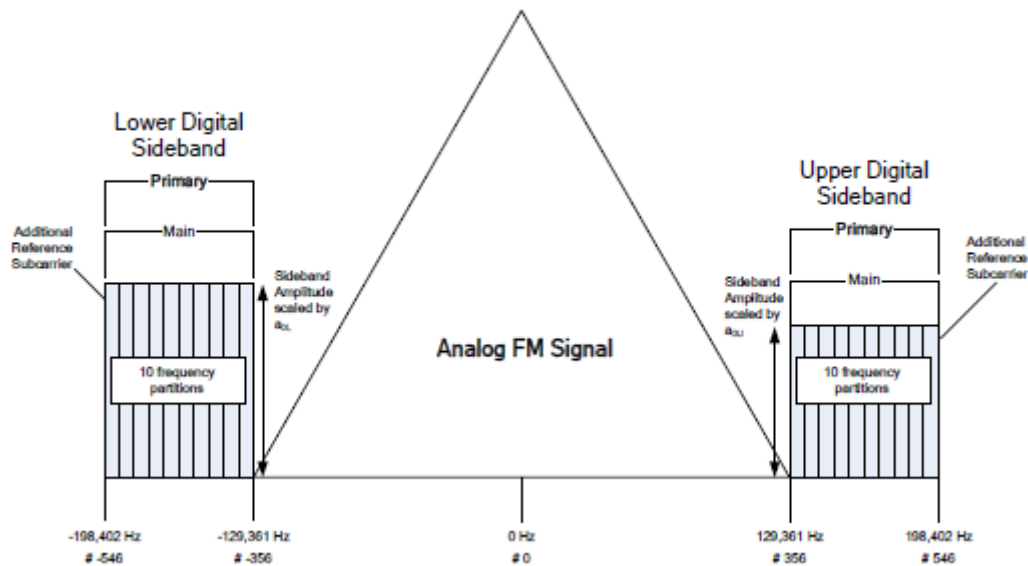 Lower Digital
Sideband
Primary
Main
Additional
Reference
Subcarrier
Sideband
Amplitude
scaled by
a0L
10 frequency
partitions
Analog FM Signal
Upper Digital
Sideband
Primary
Main
Additional
Reference
Subcarrier
Sideband
Amplitude
scaled by
a0U
10 frequency
partitions
-198,402 Hz
# -546
-129,361 Hz
# -356
0 Hz
# 0
129,361 Hz
# 356
198,402 Hz
# 546